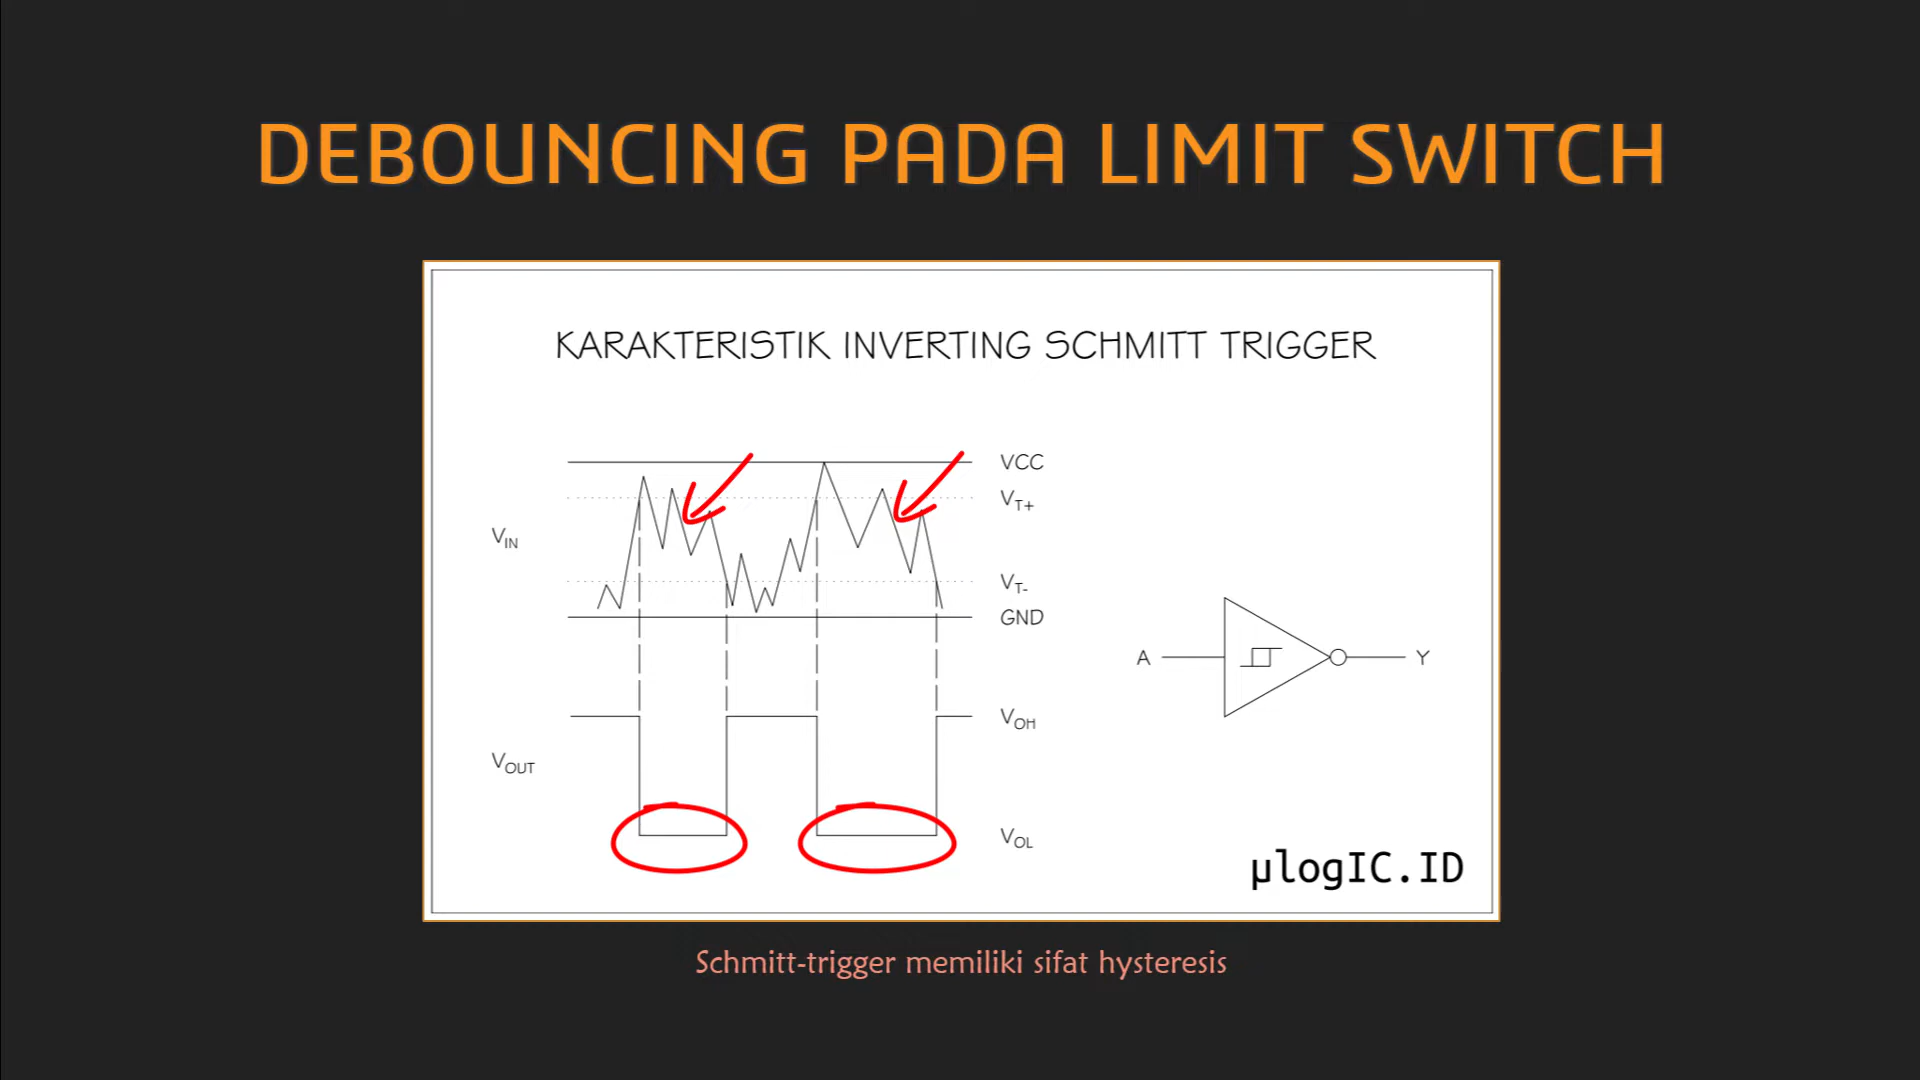 DEBOUNCING PADA LIMIT SWITCH
KARAKTERISTIK INVERTING SCHMITT TRIGGER
VCC
VT+
VIN
VT-
GND
A
Y
VOH
VOUT
VOL
µlogIC.ID
Schmitt-trigger memiliki sifat hysteresis